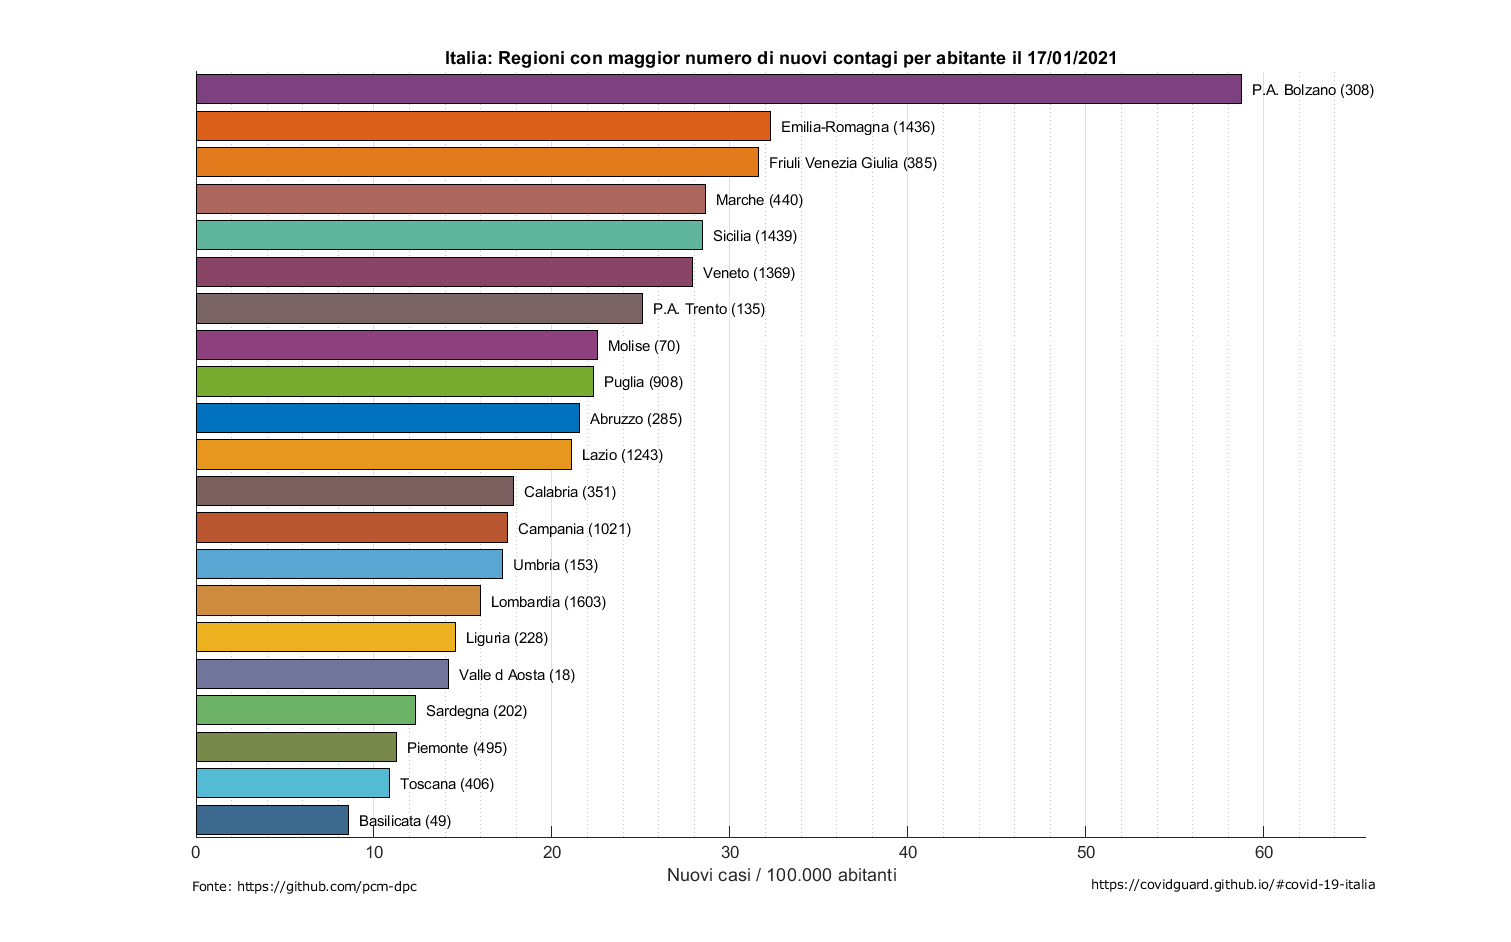 Italia: Regioni con maggior numero di nuovi contagi per abitante il 17/01/2021
P.A. Bolzano (308)
Emilia-Romagna (1436)
Friuli Venezia Giulia (385)
Marche (440)
Sicilia (1439)
Veneto (1369)
P.A. Trento (135)
Molise (70)
Puglia (908)
Abruzzo (285)
Lazio (1243)
Calabria (351)
Campania (1021)
Umbria (153)
Lombardia (1603)
Liguria (228)
Valle d Aosta (18)
Sardegna (202)
Piemonte (495)
Toscana (406)
Basilicata (49)
0 10 20 30 40 50 60
Nuovi casi / 100.000 abitanti
Fonte: https://github.com/pcm-dpc
https://covidguard.github.io/#covid-19-italia